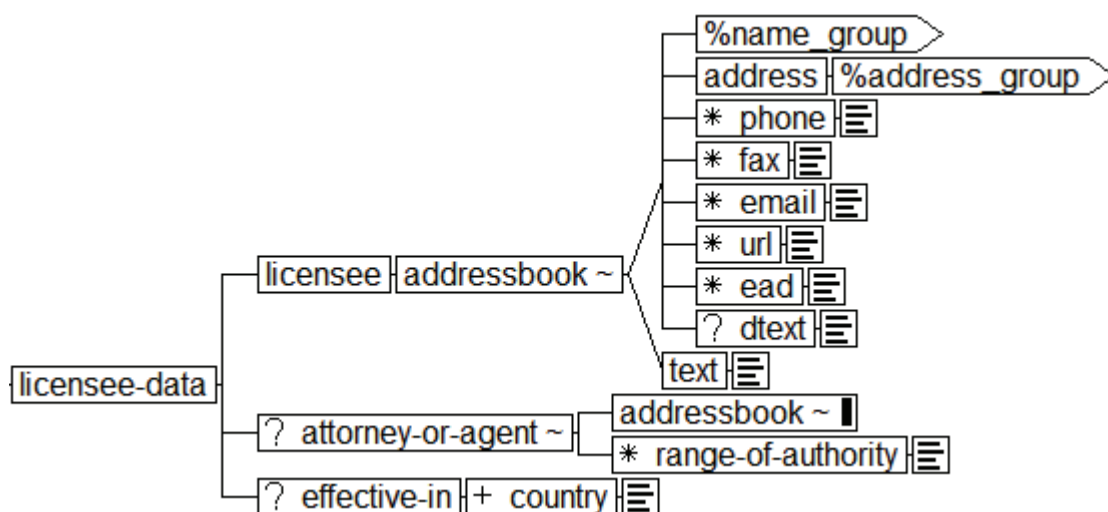 %name_group
address %address_group
* phone
* fax
* email
* url
licensee addressbook ~
* ead
? dtext
text
licensee-data
addressbook ~
? attorney-or-agent ~
* range-of-authority
? effective-in + country